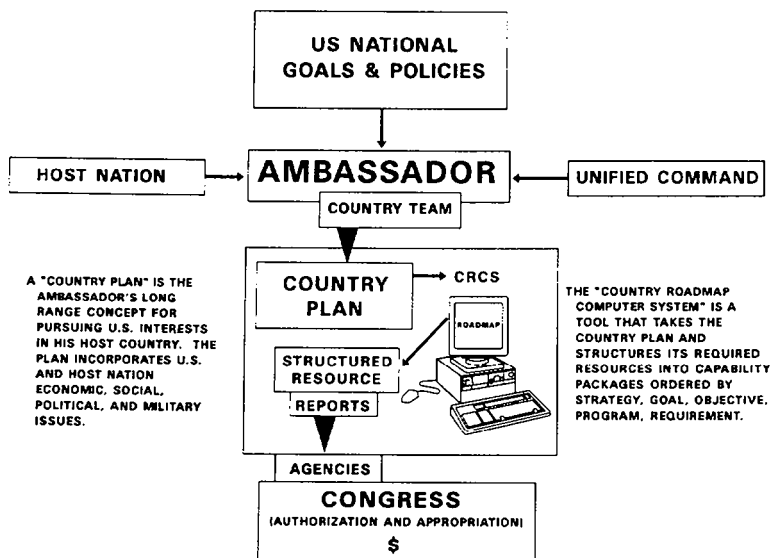 US NATIONAL
GOALS & POLICIES
HOST NATION
AMBASSADOR
UNIFIED COMMAND
COUNTRY TEAM
A "COUNTRY PLAN" IS THE
AMBASSADOR'S LONG
RANGE CONCEPT FOR
PURSUING U.S. INTERESTS
IN HIS HOST COUNTRY. THE
PLAN INCORPORATES U.S.
AND HOST NATION
ECONOMIC, SOCIAL,
POLITICAL, AND MILITARY
ISSUES.
COUNTRY
PLAN
CRCS
ROADMAP
STRUCTURED
RESOURCE
REPORTS
THE "COUNTRY ROADMAP
COMPUTER SYSTEM" IS A
TOOL THAT TAKES THE
COUNTRY PLAN AND
STRUCTURES ITS REQUIRED
RESOURCES INTO CAPABILITY
PACKAGES ORDERED BY
STRATEGY, GOAL, OBJECTIVE,
PROGRAM, REQUIREMENT.
AGENCIES
CONGRESS
(AUTHORIZATION AND APPROPRIATION)
$